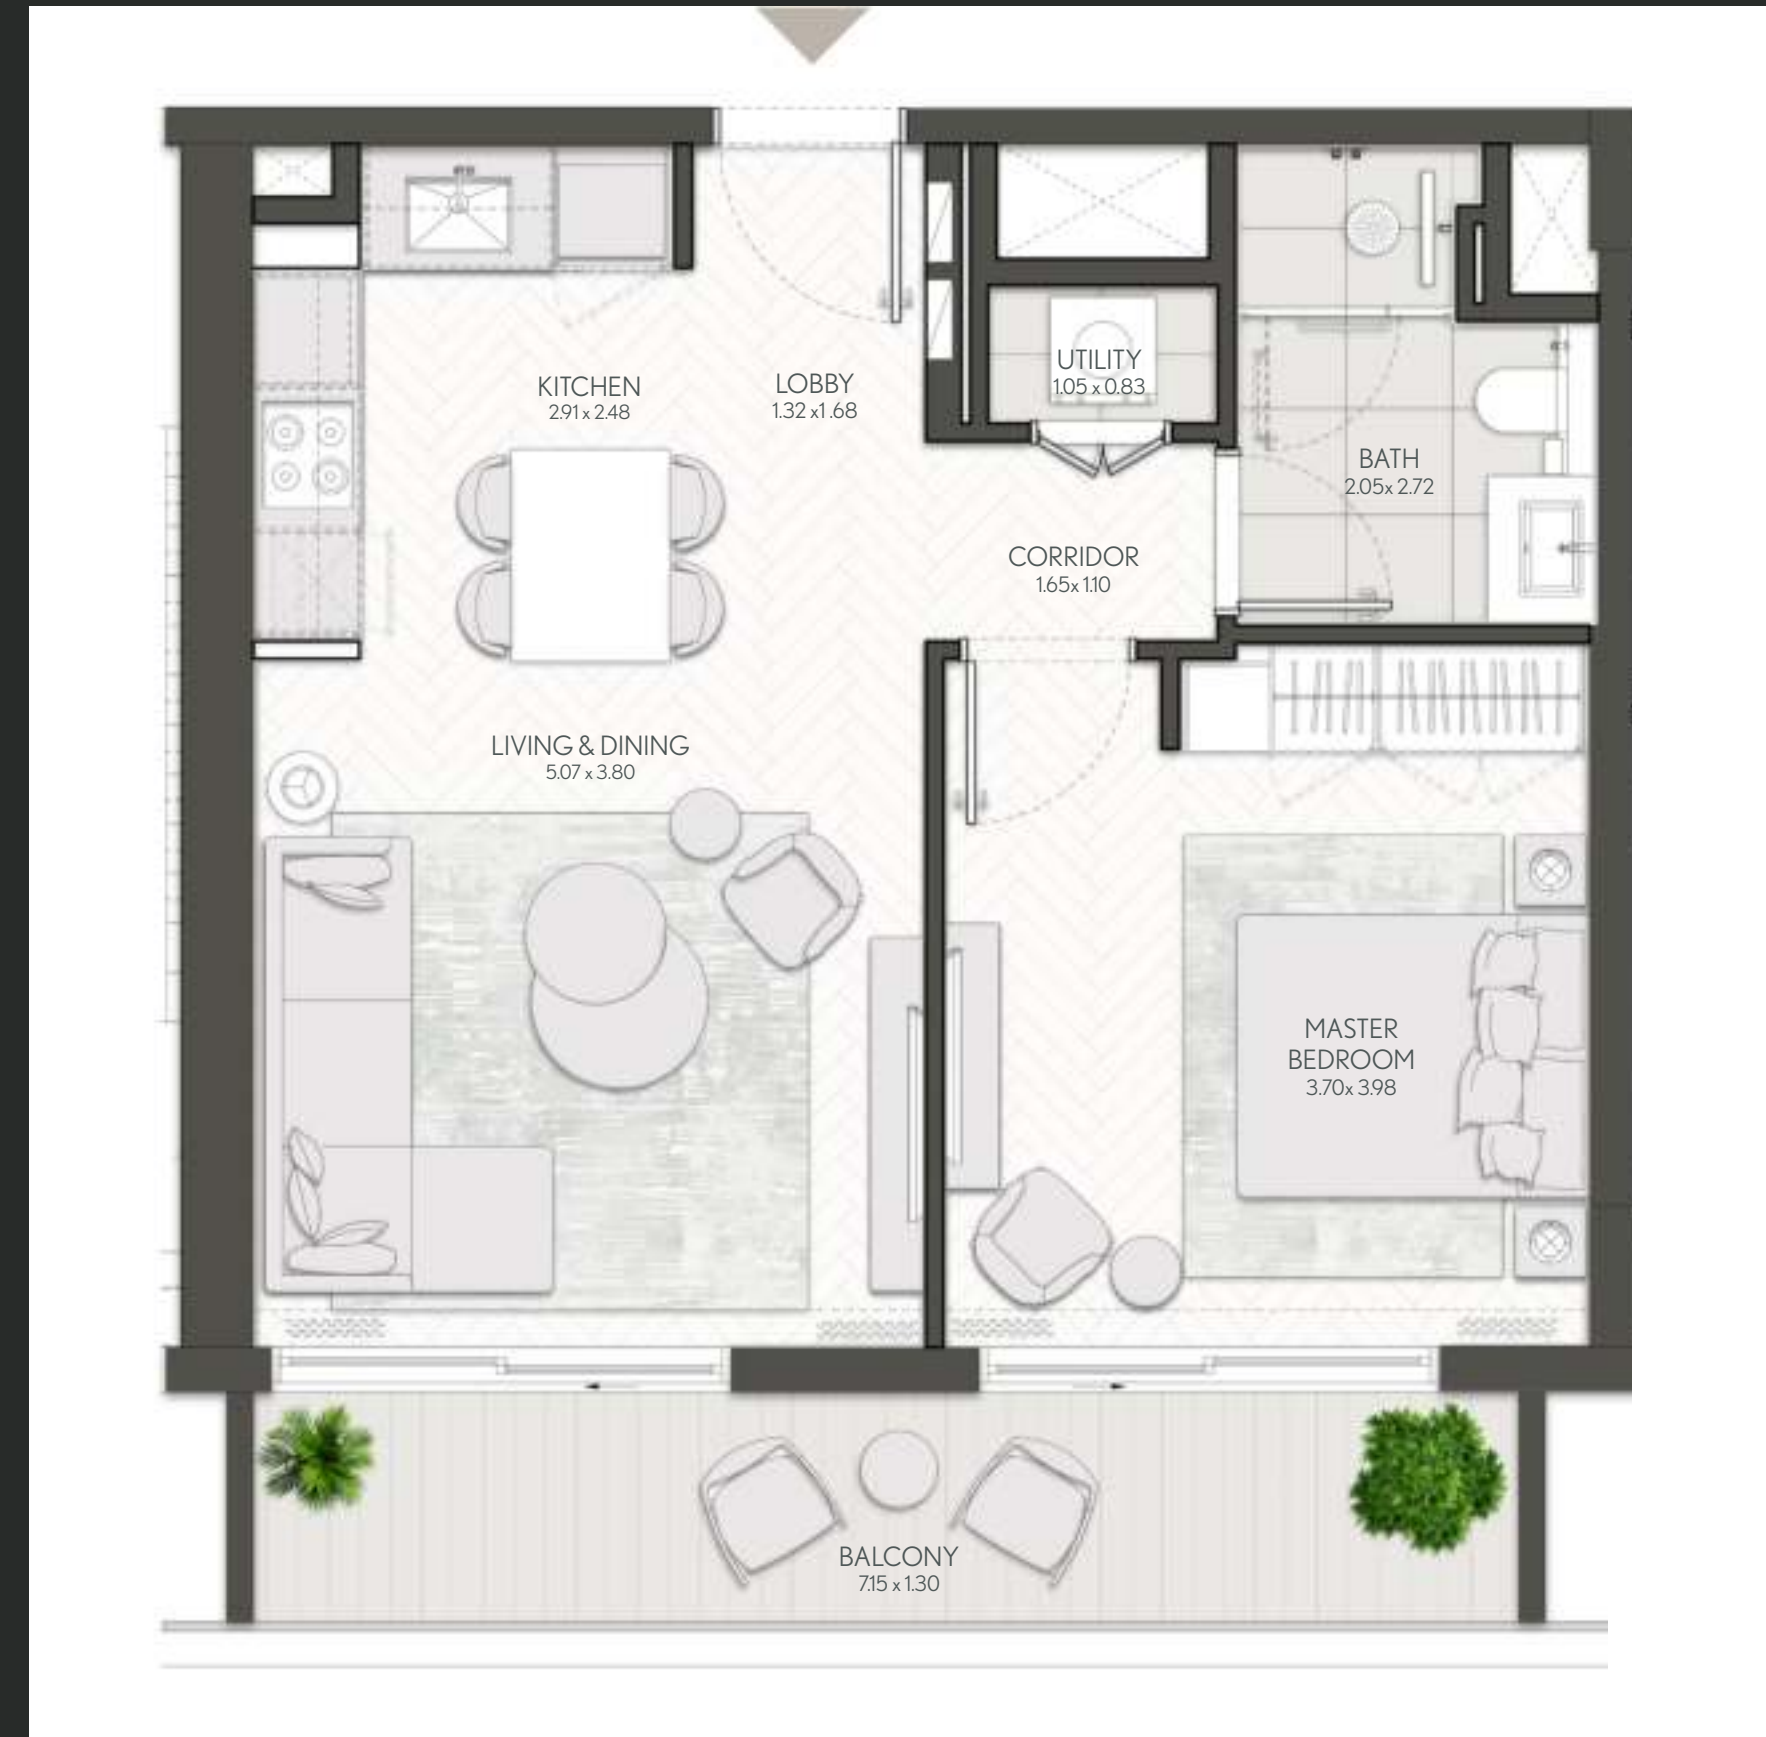 KITCHEN
2.91 x 2.48
LOBBY
1.32 x1.68
UTILITY
1.05 x 0.83
BATH
2.05x 2.72
CORRIDOR
1.65x 1.10
LIVING & DINING
5.07 x 3.80
MASTER
BEDROOM
3.70x 3.98
BALCONY
7.15 x 1.30